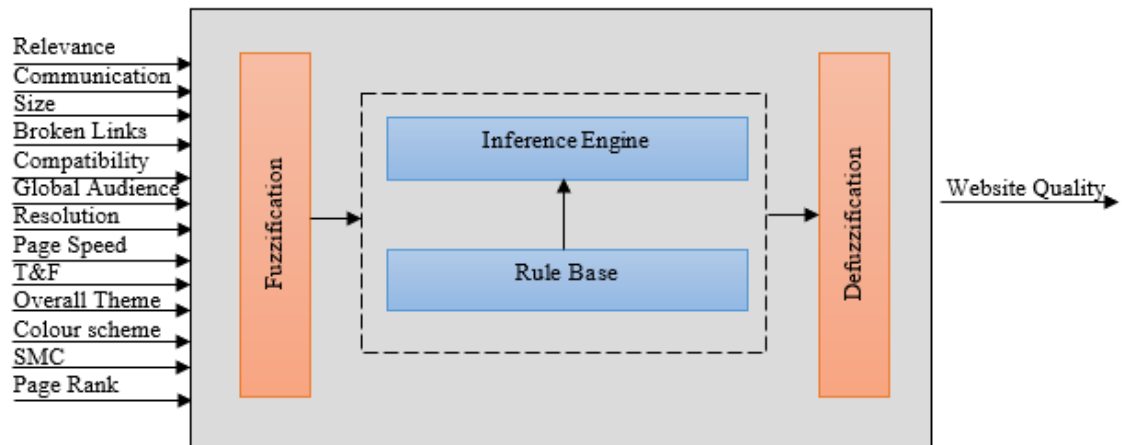 Relevance
Communication
Size
Broken Links
Compatibility
Global Audience
Resolution
Page Speed
T&F
Overall Theme
Colour scheme
SMC
Page Rank
Fuzzification
Inference Engine
Rule Base
Defuzzification
Website Quality